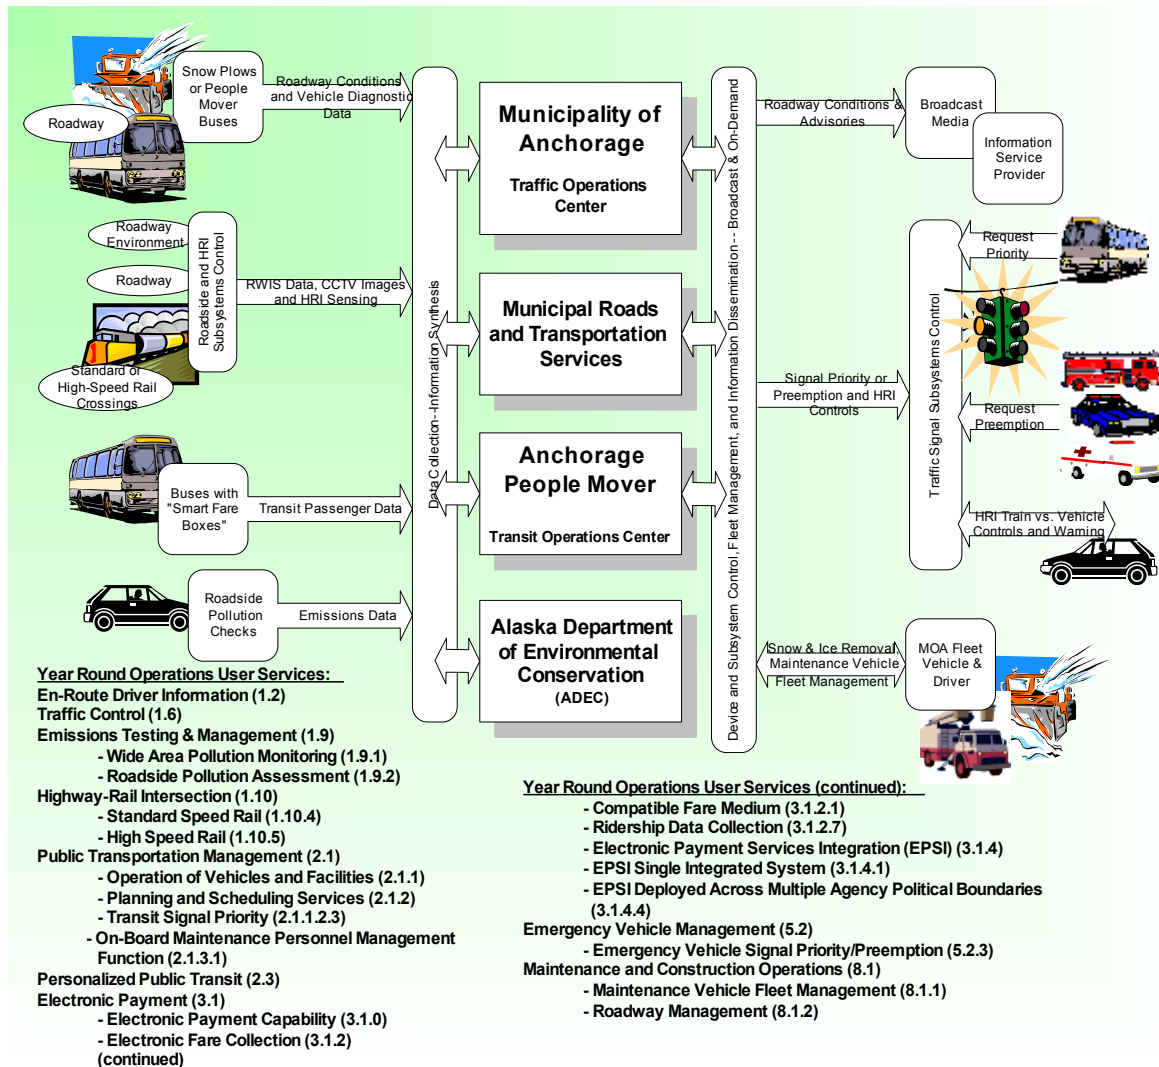 Snow Plows
or People
Mover
Buses
Roadway
Roadway Conditions
and Vehicle Diagnostic
Data
Roadway
Environment
Roadway
Standard or
High-Speed Rail
Crossings
Roadside and HRI
Subsystems Control
RWIS Data, CCTV Images
and HRI Sensing
Buses with
"Smart Fare
Boxes"
Transit Passenger Data
Roadside
Pollution
Checks
Emissions Data
Data Collection--Information Synthesis
Municipality of
Anchorage
Traffic Operations
Center
Municipal Roads
and Transportation
Services
Anchorage
People Mover
Transit Operations Center
Alaska Department
of Environmental
Conservation
(ADEC)
Device and Subsystem Control, Fleet Management, and Information Dissemination-- Broadcast & On-Demand
Roadway Conditions &
Advisories
Broadcast
Media
Information
Service
Provider
Signal Priority or
Preemption and HRI
Controls
Traffic Signal Subsystems Control
Request
Priority
Request
Preemption
HRI Train vs. Vehicle
Controls and Warning
Snow & Ice Removal,
Maintenance Vehicle
Fleet Management
MOA Fleet
Vehicle &
Driver
Year Round Operations User Services:
En-Route Driver Information (1.2)
Traffic Control (1.6)
Emissions Testing & Management (1.9)
- Wide Area Pollution Monitoring (1.9.1)
- Roadside Pollution Assessment (1.9.2)
Highway-Rail Intersection (1.10)
- Standard Speed Rail (1.10.4)
- High Speed Rail (1.10.5)
Public Transportation Management (2.1)
- Operation of Vehicles and Facilities (2.1.1)
- Planning and Scheduling Services (2.1.2)
- Transit Signal Priority (2.1.1.2.3)
- On-Board Maintenance Personnel Management
Function (2.1.3.1)
Personalized Public Transit (2.3)
Electronic Payment (3.1)
- Electronic Payment Capability (3.1.0)
- Electronic Fare Collection (3.1.2)
(continued)
Year Round Operations User Services (continued):
- Compatible Fare Medium (3.1.2.1)
- Ridership Data Collection (3.1.2.7)
- Electronic Payment Services Integration (EPSI) (3.1.4)
- EPSI Single Integrated System (3.1.4.1)
- EPSI Deployed Across Multiple Agency Political Boundaries
(3.1.4.4)
Emergency Vehicle Management (5.2)
- Emergency Vehicle Signal Priority/Preemption (5.2.3)
Maintenance and Construction Operations (8.1)
- Maintenance Vehicle Fleet Management (8.1.1)
- Roadway Management (8.1.2)